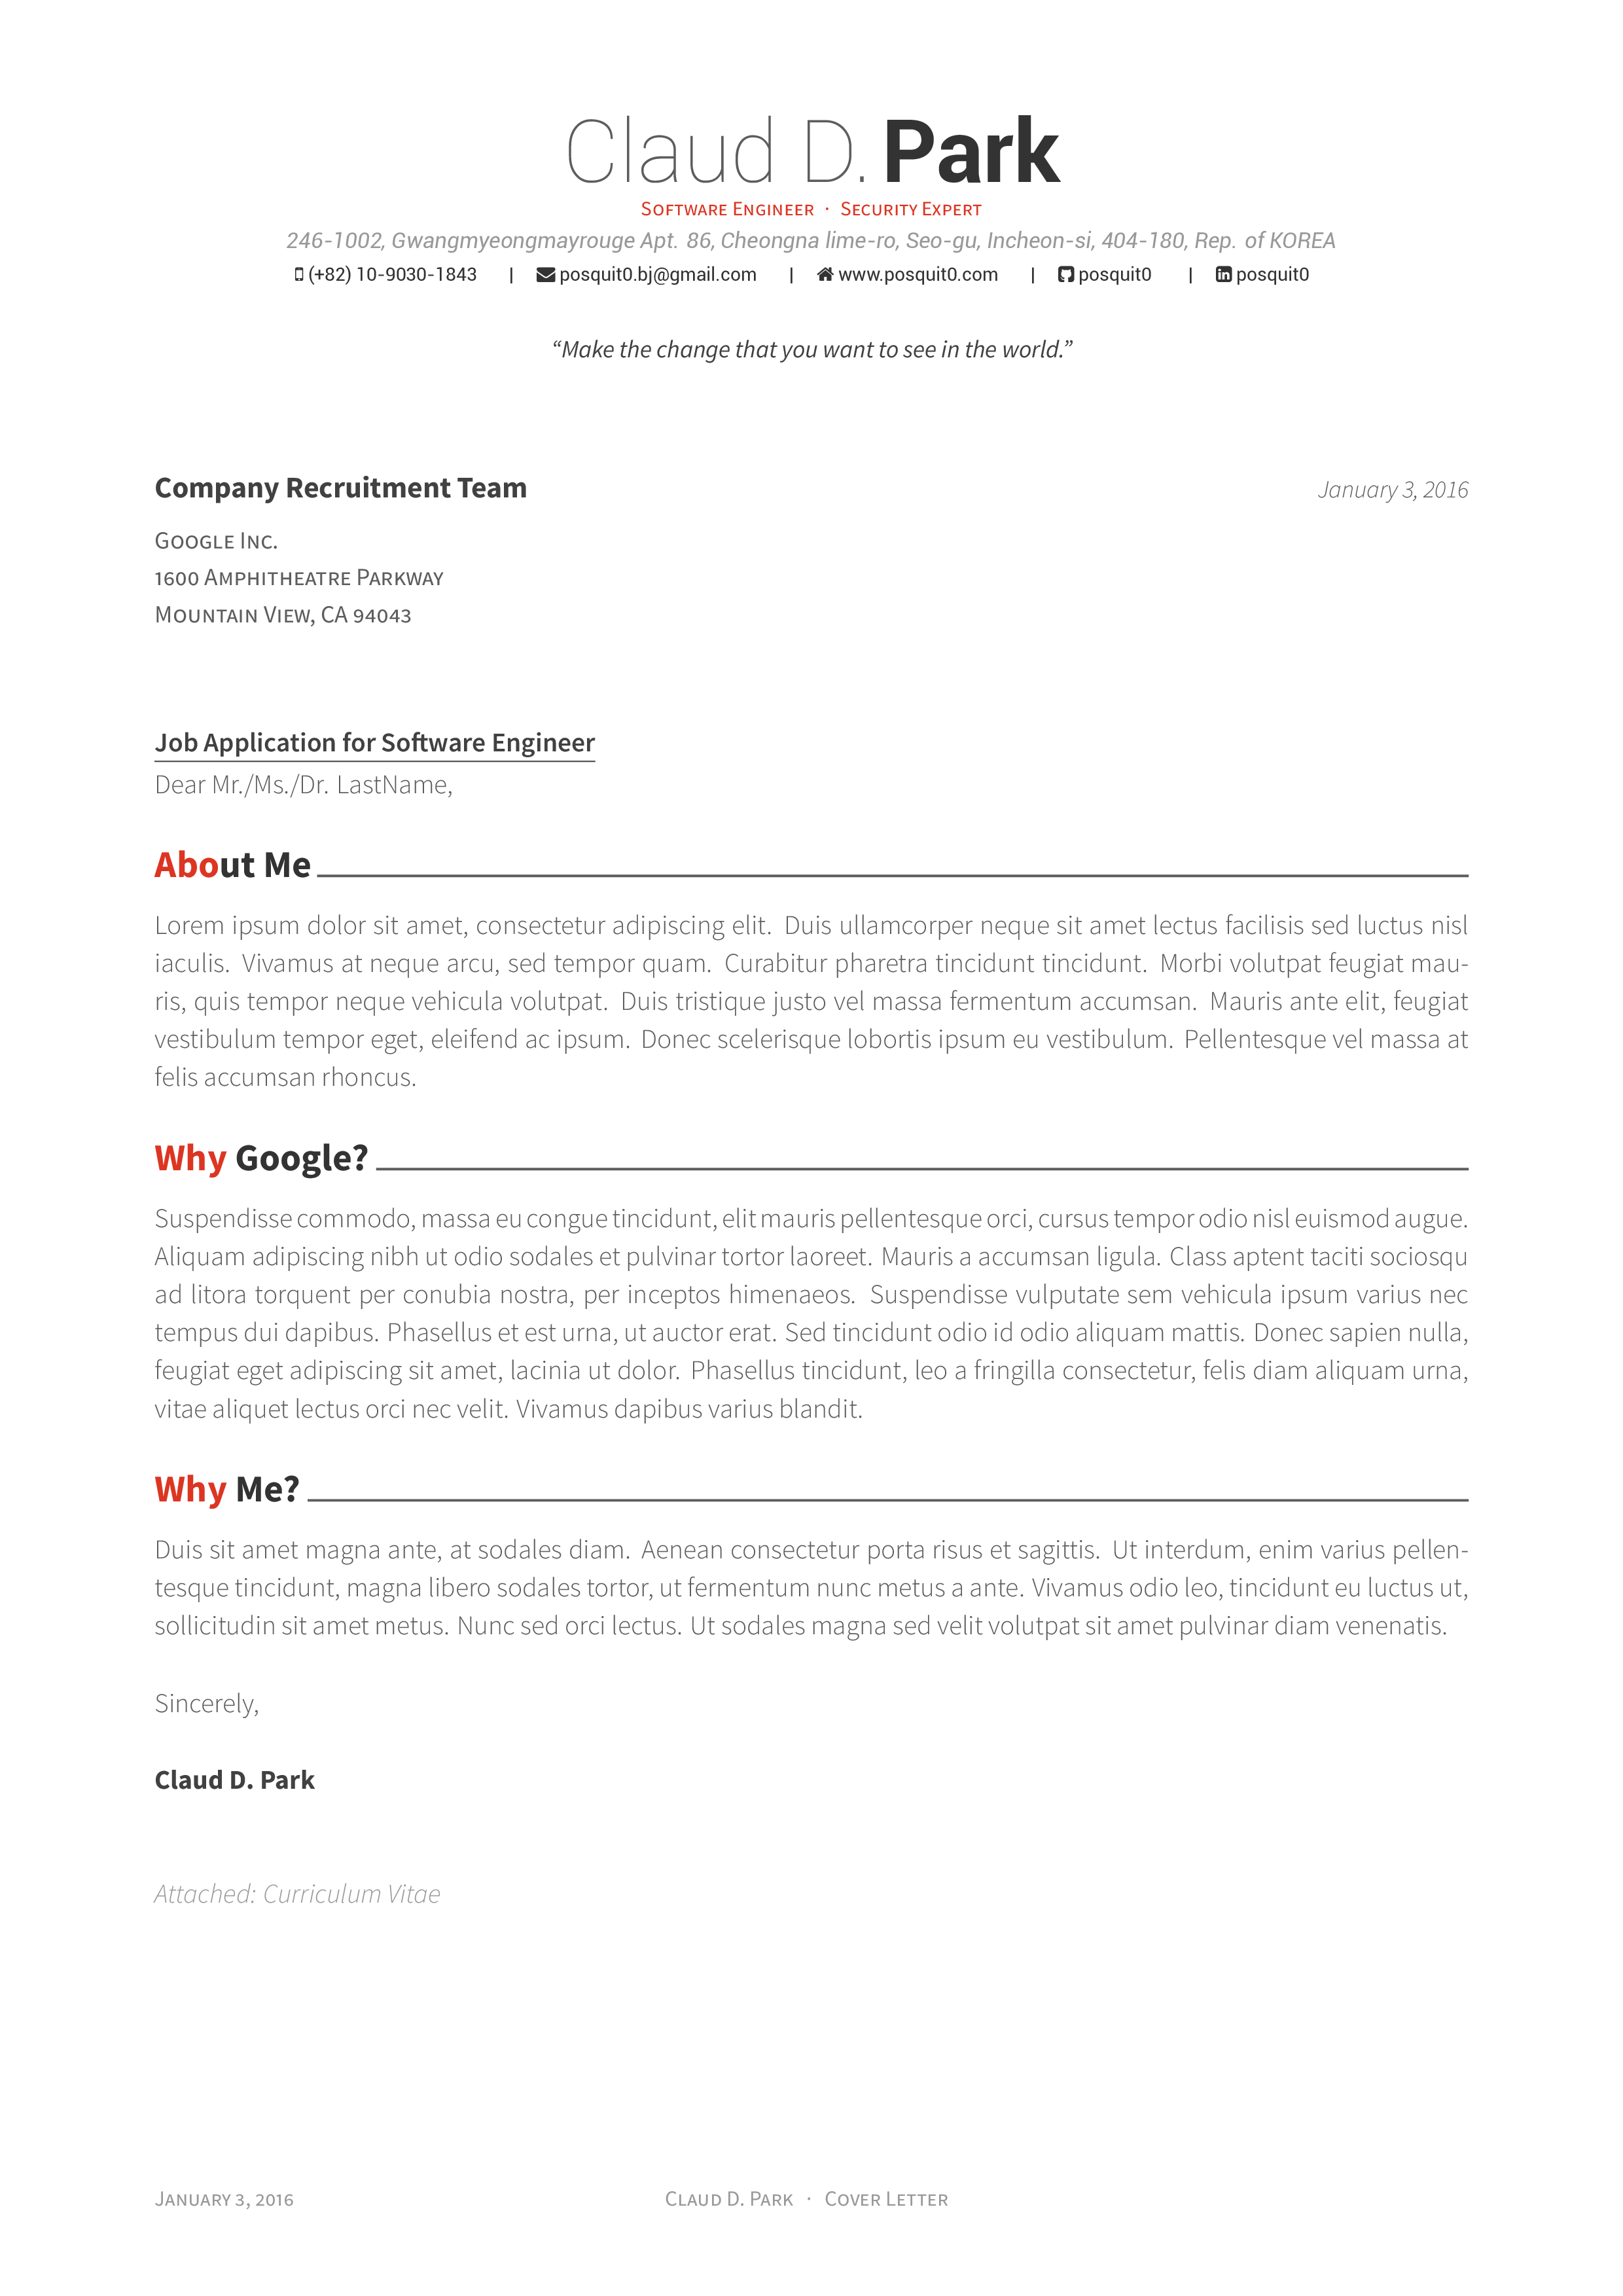 Claud D. Park
Software Engineer · Security Expert
246-1002, Gwangmyeongmayrouge Apt. 86, Cheongna lime-ro, Seo-gu, Incheon-si, 404-180, Rep. of KOREA
(+82) 10-9030-1843 | posquit0.bj@gmail.com | www.posquit0.com | posquit0 | posquit0
“Make the change that you want to see in the world.”
Company Recruitment Team
January 3, 2016
Google Inc.
1600 Amphitheatre Parkway
Mountain View, CA 94043
Job Application for Software Engineer
Dear Mr./Ms./Dr. LastName,
About Me
Lorem ipsum dolor sit amet, consectetur adipiscing elit. Duis ullamcorper neque sit amet lectus facilisis sed luctus nisl
iaculis. Vivamus at neque arcu, sed tempor quam. Curabitur pharetra tincidunt tincidunt. Morbi volutpat feugiat mau-
ris, quis tempor neque vehicula volutpat. Duis tristique justo vel massa fermentum accumsan. Mauris ante elit, feugiat
vestibulum tempor eget, eleifend ac ipsum. Donec scelerisque lobortis ipsum eu vestibulum. Pellentesque vel massa at
felis accumsan rhoncus.
Why Google?
Suspendisse commodo, massa eu congue tincidunt, elit mauris pellentesque orci, cursus tempor odio nisl euismod augue.
Aliquam adipiscing nibh ut odio sodales et pulvinar tortor laoreet. Mauris a accumsan ligula. Class aptent taciti sociosqu
ad litora torquent per conubia nostra, per inceptos himenaeos. Suspendisse vulputate sem vehicula ipsum varius nec
tempus dui dapibus. Phasellus et est urna, ut auctor erat. Sed tincidunt odio id odio aliquam mattis. Donec sapien nulla,
feugiat eget adipiscing sit amet, lacinia ut dolor. Phasellus tincidunt, leo a fringilla consectetur, felis diam aliquam urna,
vitae aliquet lectus orci nec velit. Vivamus dapibus varius blandit.
Why Me?
Duis sit amet magna ante, at sodales diam. Aenean consectetur porta risus et sagittis. Ut interdum, enim varius pellen-
tesque tincidunt, magna libero sodales tortor, ut fermentum nunc metus a ante. Vivamus odio leo, tincidunt eu luctus ut,
sollicitudin sit amet metus. Nunc sed orci lectus. Ut sodales magna sed velit volutpat sit amet pulvinar diam venenatis.
Sincerely,
Claud D. Park
Attached: Curriculum Vitae
January 3, 2016
Claud D. Park · Cover Letter